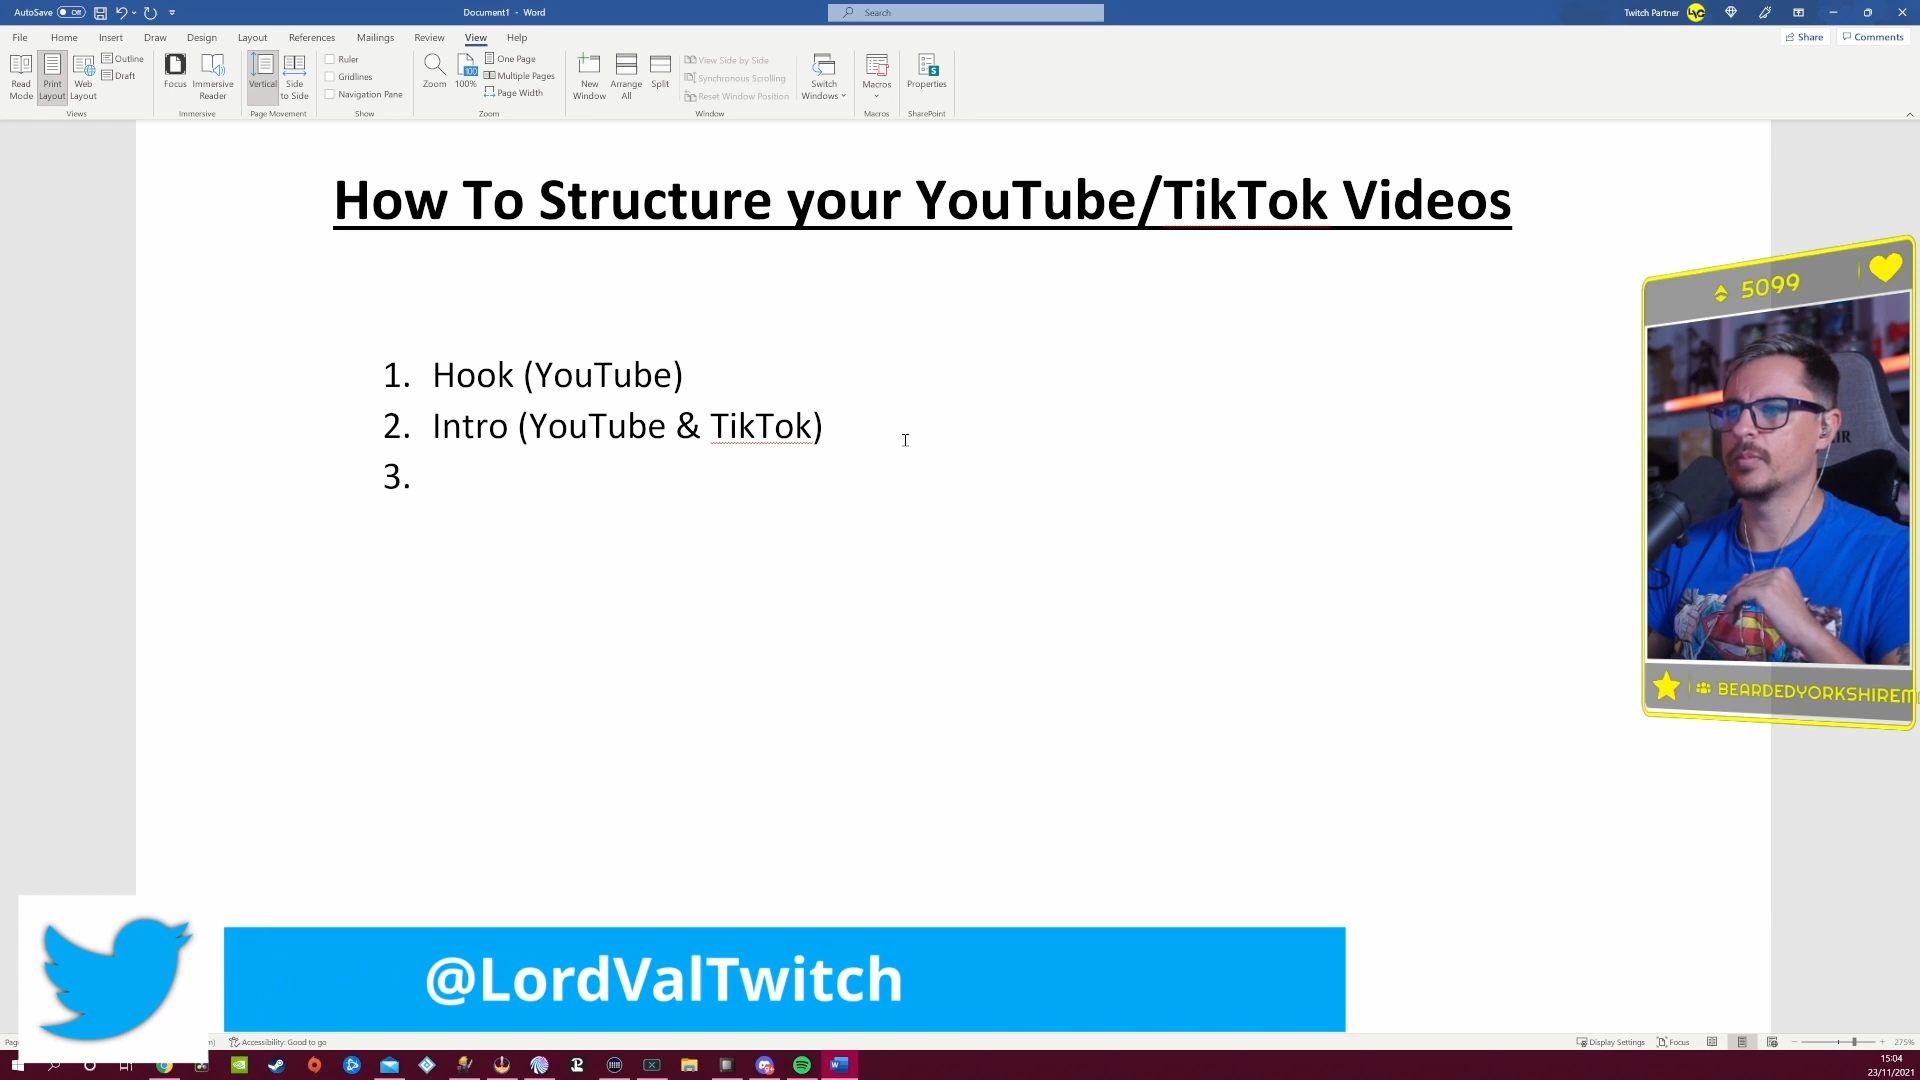 AutoSave Off Document1 - Word Search Twitch Partner
File Home Insert Draw Design Layout References Mailings Review View Help Share Comments
Read Mode
Print Layout
Web Layout
Outline
Draft
Views
Focus
Immersive Reader
Immersive
Vertical
Side to Side
Page Movement
Ruler
Gridlines
Navigation Pane
Show
Zoom
100
100%
One Page
Multiple Pages
Page Width
Zoom
New Window
Arrange All
Split
View Side by Side
Synchronous Scrolling
Reset Window Position
Switch Windows
Window
Macros
Macros
Properties
SharePoint
How To Structure your YouTube/TikTok Videos
1. Hook (YouTube)
2. Intro (YouTube & TikTok)
3.
5099
BEARDEDYORKSHIREM
@LordValTwitch
Accessibility: Good to go
Display Settings Focus 275%
15:04
23/11/2021